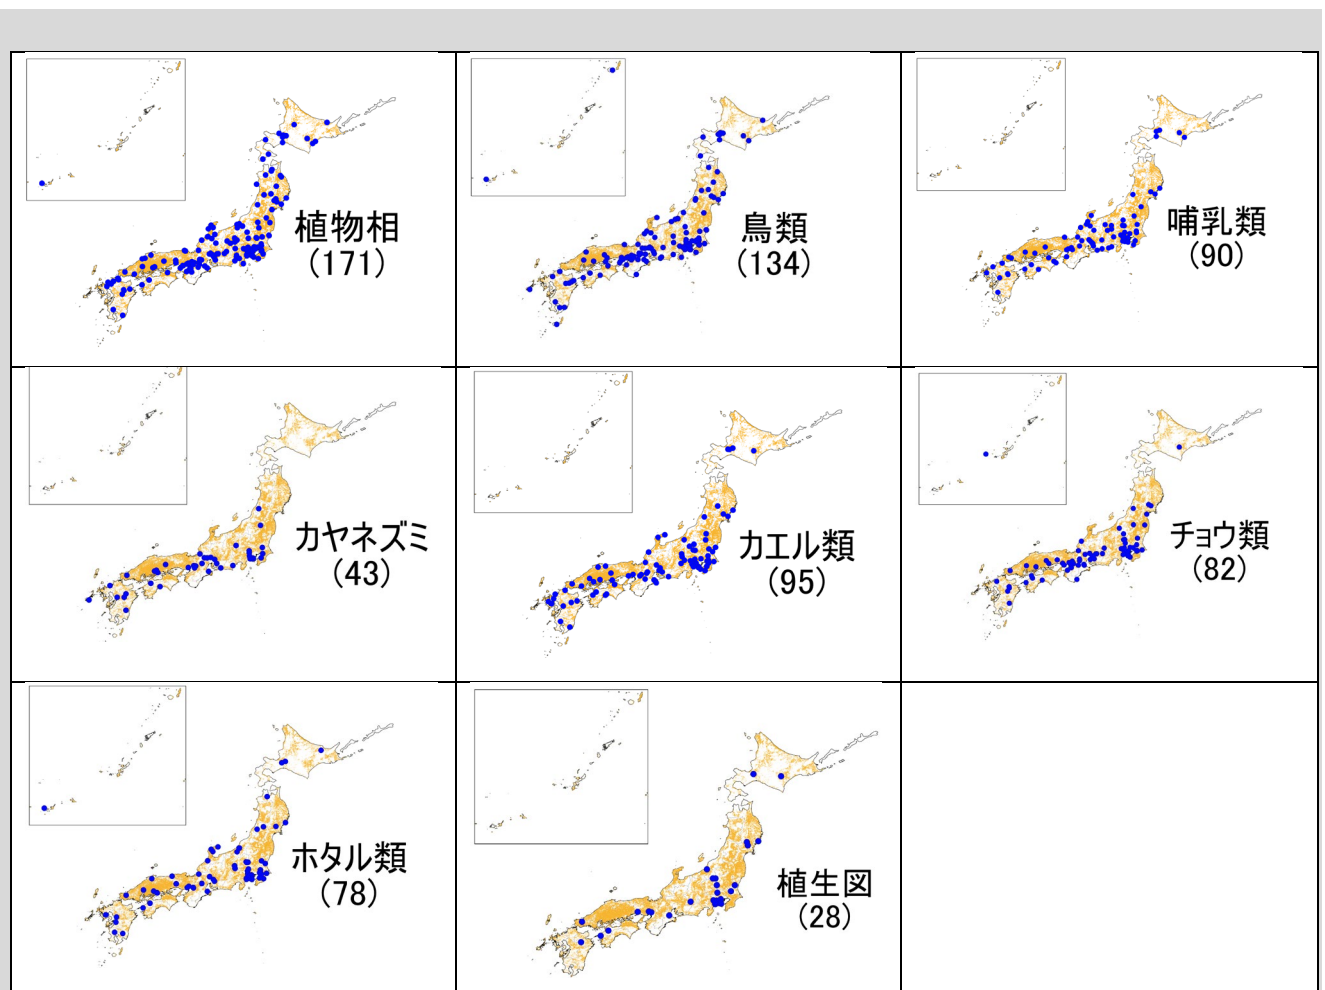 植物相
(171)
鳥類
(134)
哺乳類
(90)
カヤネズミ
(43)
カエル類
(95)
チョウ類
(82)
ホタル類
(78)
植生図
(28)